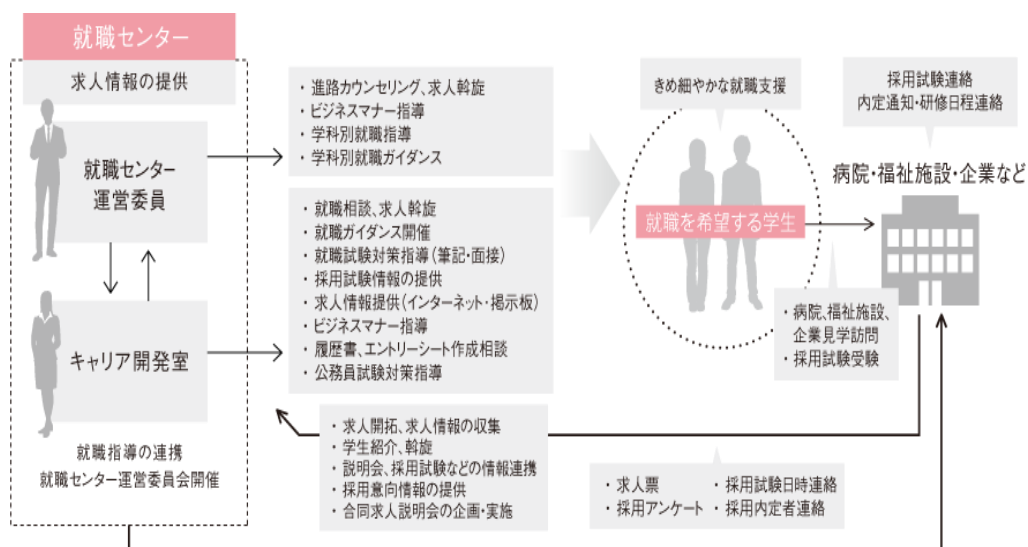 就職センター
求人情報の提供
就職センター
運営委員
キャリア開発室
就職指導の連携
就職センター運営委員会開催
・進路カウンセリング、求人斡旋
・ビジネスマナー指導
・学科別就職指導
・学科別就職ガイダンス
・就職相談、求人斡旋
・就職ガイダンス開催
・就職試験対策指導(筆記・面接)
・採用試験情報の提供
・求人情報提供(インターネット・掲示板)
・ビジネスマナー指導
・履歴書、エントリーシート作成相談
・公務員試験対策指導
・求人開拓、求人情報の収集
・学生紹介、斡旋
・説明会、採用試験などの情報連携
・採用意向情報の提供
・合同求人説明会の企画・実施
きめ細やかな就職支援
就職を希望する学生
採用試験連絡
内定通知・研修日程連絡
病院・福祉施設・企業など
・病院、福祉施設、
企業見学訪問
・採用試験受験
・求人票 ・採用試験日時連絡
・採用アンケート ・採用内定者連絡